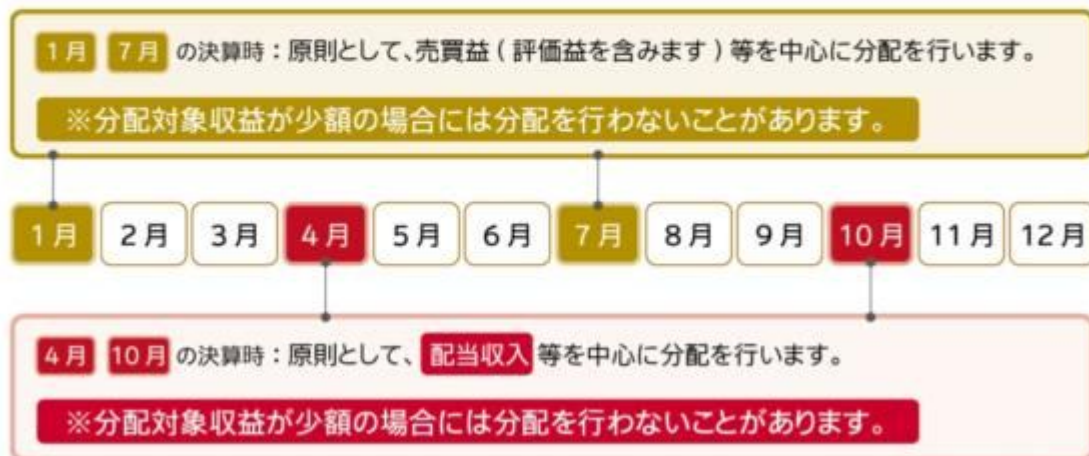 1月 7月 の決算時：原則として、売買益（評価益を含みます）等を中心に分配を行います。
※分配対象収益が少額の場合には分配を行わないことがあります。
1月 2月 3月 4月 5月 6月 7月 8月 9月 10月 11月 12月
4月 10月 の決算時：原則として、配当収入等を中心に分配を行います。
※分配対象収益が少額の場合には分配を行わないことがあります。